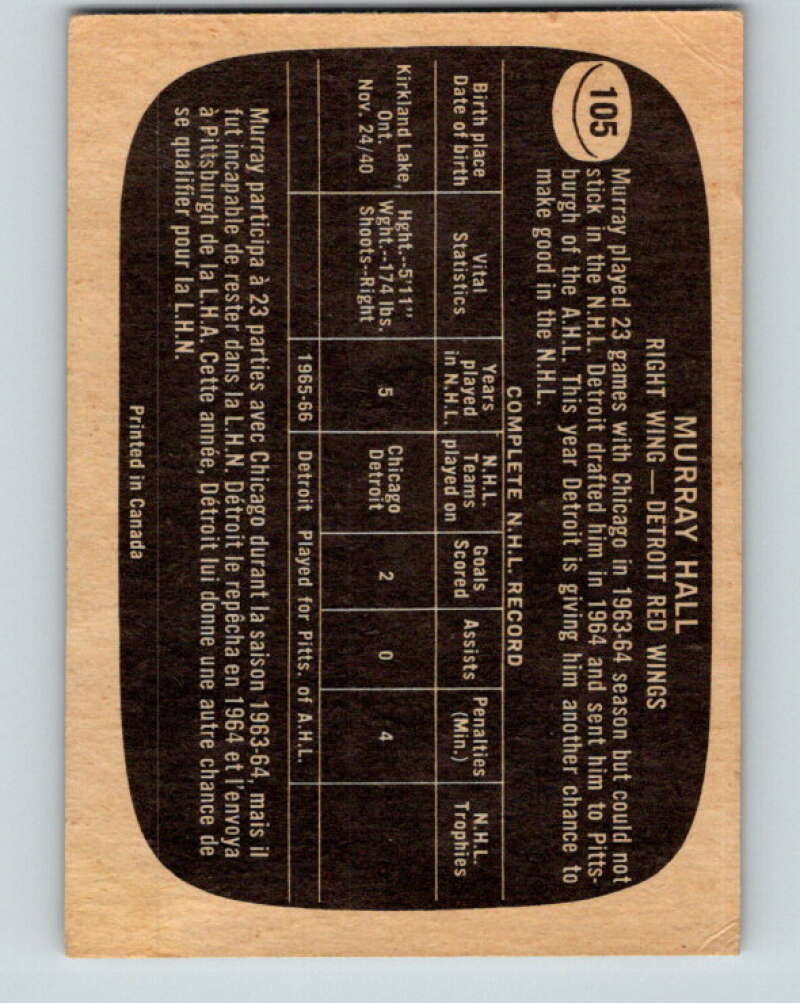 105
MURRAY HALL
RIGHT WING — DETROIT RED WINGS
Murray played 23 games with Chicago in 1963-64 season but could not
stick in the N.H.L. Detroit drafted him in 1964 and sent him to Pitts-
burgh of the A.H.L. This year Detroit is giving him another chance to
make good in the N.H.L.
COMPLETE N.H.L. RECORD
Birth place Vital Years N.H.L. Goals Assists Penalties N.H.L.
Date of birth Statistics played Teams Scored (Min.) Trophies
in N.H.L. played on
Kirkland Lake, Hght.--5'11" 5 Chicago 2 0 4
Ont. Wght.--174 lbs. Detroit
Nov. 24/40 Shoots--Right
1965-66 Detroit Played for Pitts. of A.H.L.
Murray participa à 23 parties avec Chicago durant la saison 1963-64, mais il
fut incapable de rester dans la L.H.N. Détroit le repêcha en 1964 et l'envoya
à Pittsburgh de la L.H.A. Cette année, Détroit lui donne une autre chance de
se qualifier pour la L.H.N.
Printed in Canada